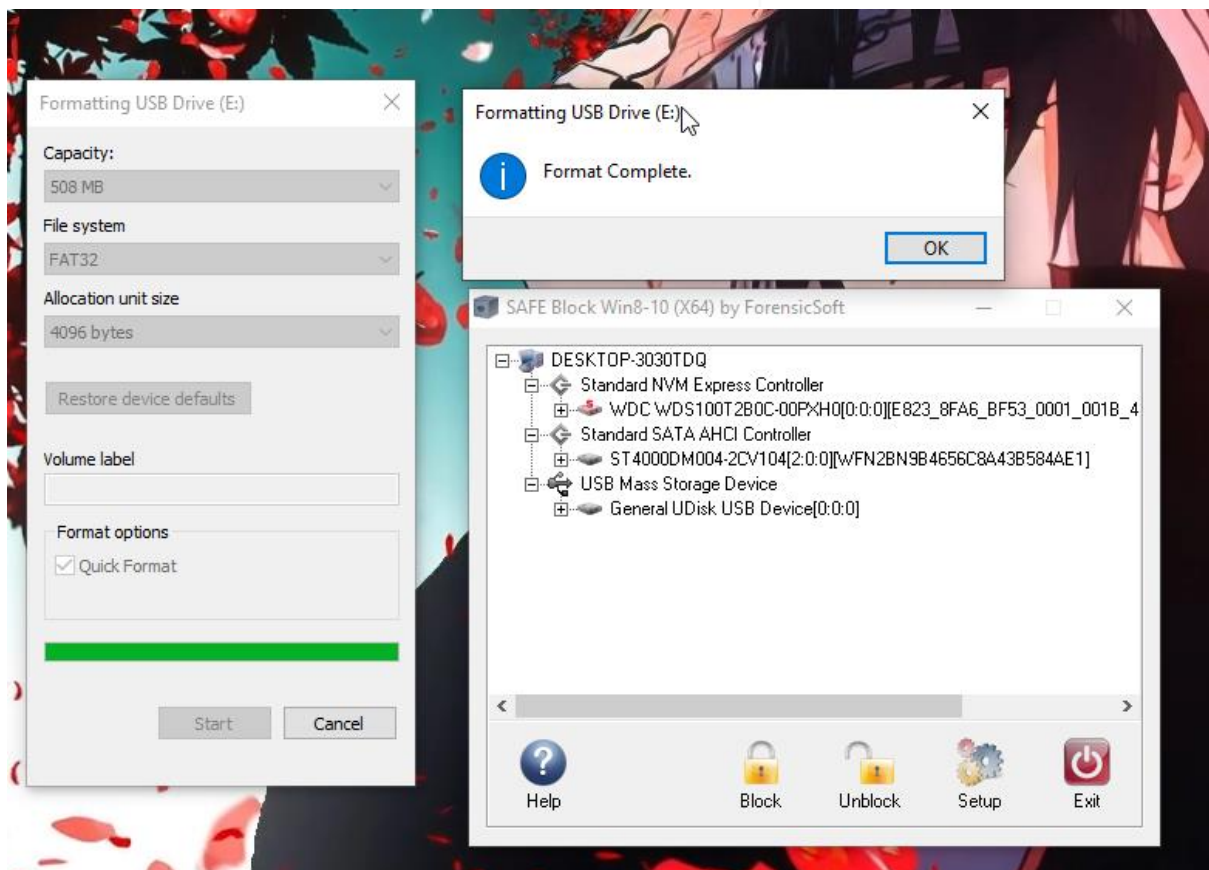 Formatting USB Drive (E:)
Capacity:
508 MB
File system
FAT32
Allocation unit size
4096 bytes
Restore device defaults
Volume label
Format options
Quick Format
Start
Cancel
Formatting USB Drive (E:)
Format Complete.
OK
SAFE Block Win8-10 (X64) by ForensicSoft
DESKTOP-3030TDQ
Standard NVM Express Controller
WDC WDS100T2B0C-00PXH0[0:0:0][E823_8FA6_BF53_0001_001B_4
Standard SATA AHCI Controller
ST4000DM004-2CV104[2:0:0][WFN2BN9B4656C8A43B584AE1]
USB Mass Storage Device
General UDisk USB Device[0:0:0]
Help
Block
Unblock
Setup
Exit